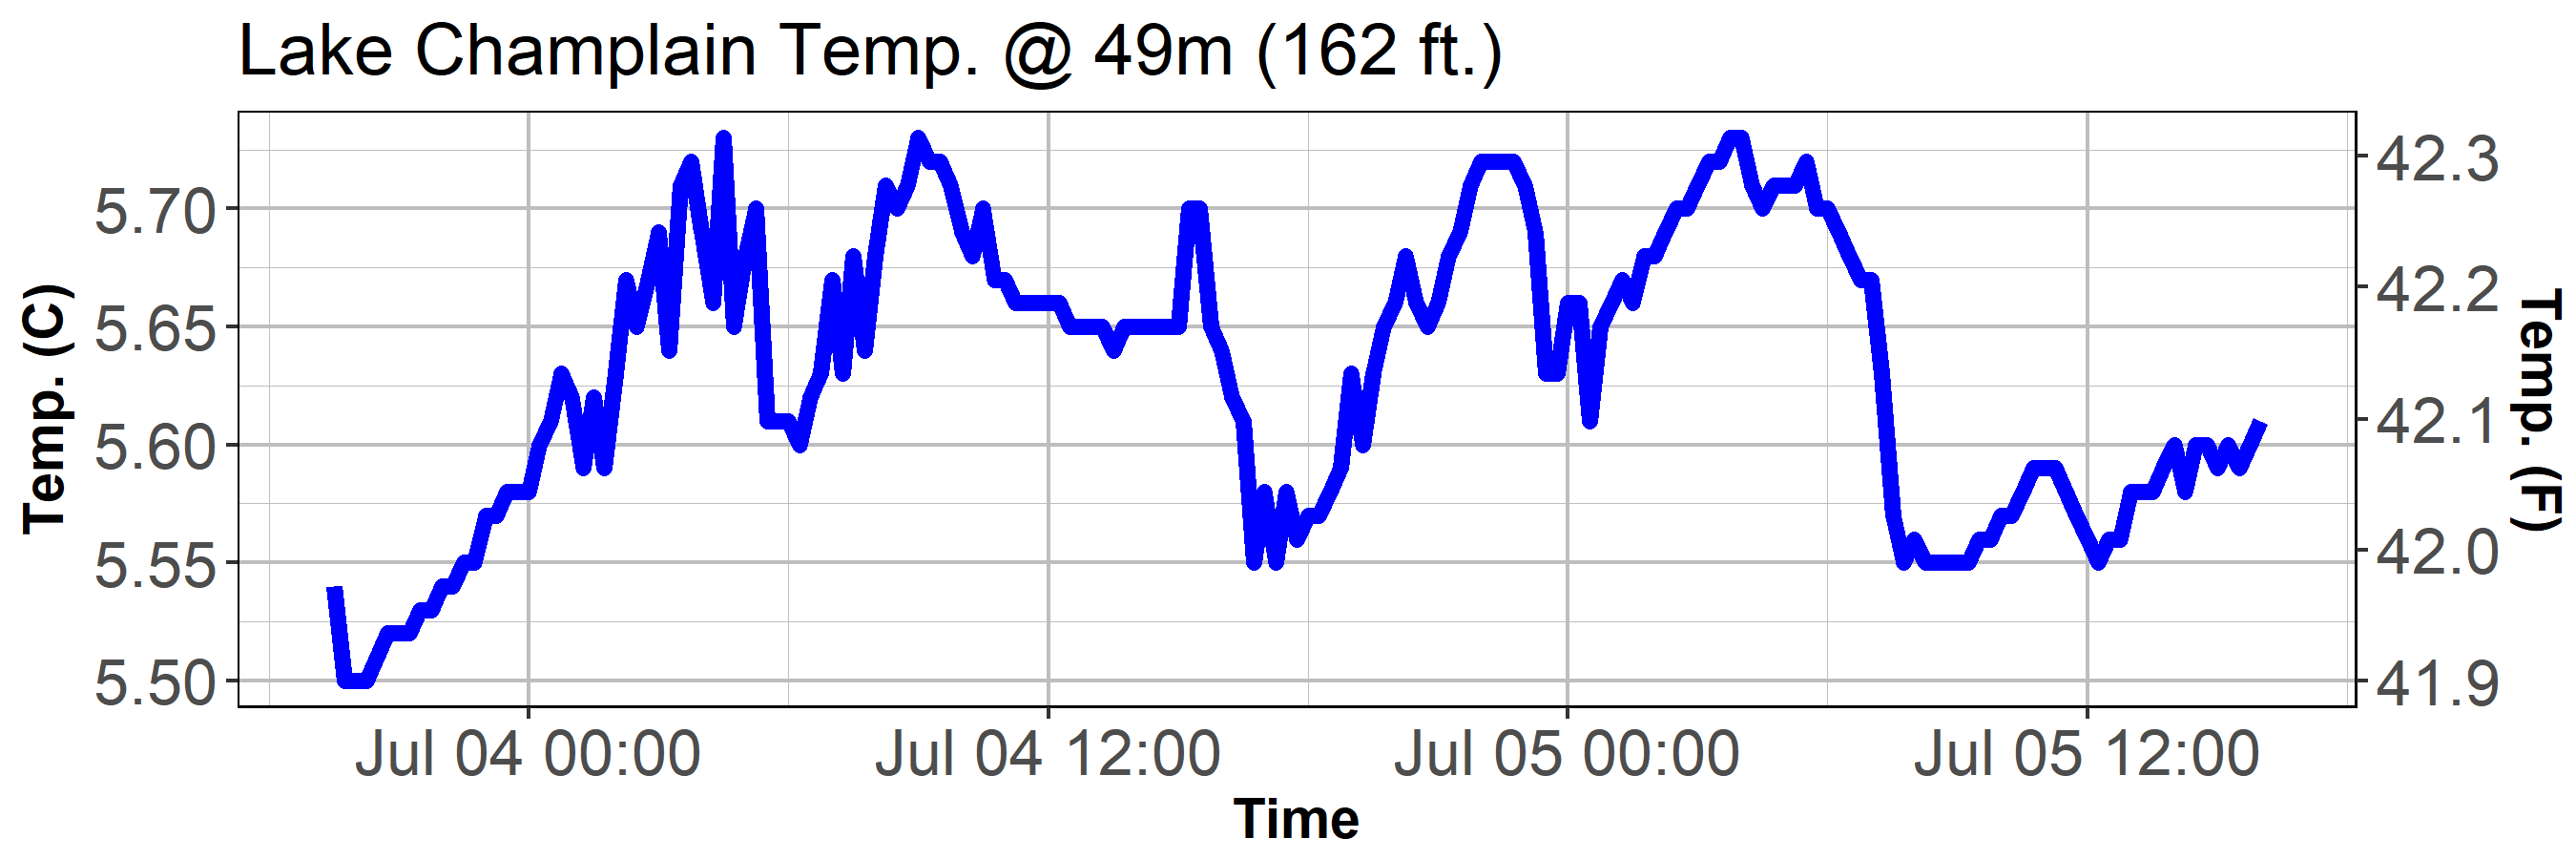 Lake Champlain Temp. @ 49m (162 ft.)
Temp. (C)
5.70
5.65
5.60
5.55
5.50
42.3
42.2
42.1
42.0
41.9
Temp. (F)
Jul 04 00:00 Jul 04 12:00 Jul 05 00:00 Jul 05 12:00
Time